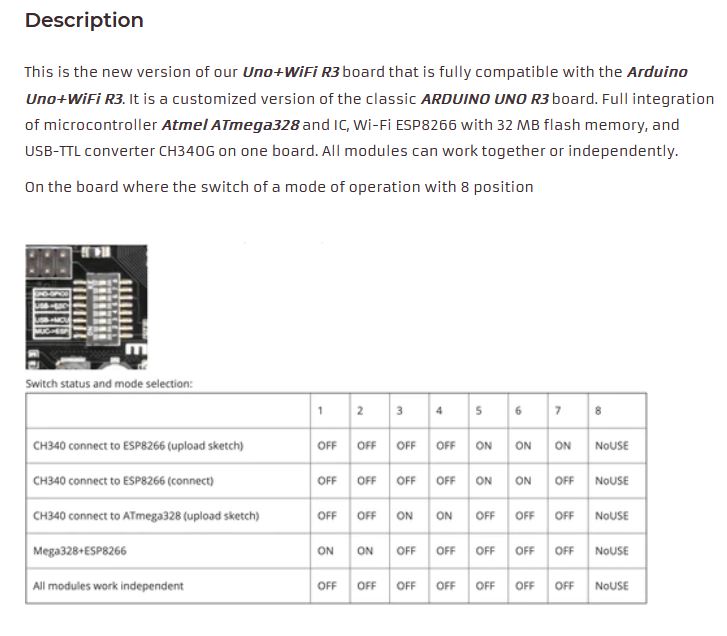 Description
This is the new version of our Uno+WiFi R3 board that is fully compatible with the Arduino
Uno+WiFi R3. It is a customized version of the classic ARDUINO UNO R3 board. Full integration
of microcontroller Atmel ATmega328 and IC, Wi-Fi ESP8266 with 32 MB flash memory, and
USB-TTL converter CH340G on one board. All modules can work together or independently.
On the board where the switch of a mode of operation with 8 position
Switch status and mode selection:
1 2 3 4 5 6 7 8
CH340 connect to ESP8266 (upload sketch) OFF OFF OFF OFF ON ON ON NoUSE
CH340 connect to ESP8266 (connect) OFF OFF OFF OFF ON ON OFF NoUSE
CH340 connect to ATmega328 (upload sketch) OFF OFF ON ON OFF OFF OFF NoUSE
Mega328+ESP8266 ON ON OFF OFF OFF OFF OFF NoUSE
All modules work independent OFF OFF OFF OFF OFF OFF OFF NoUSE